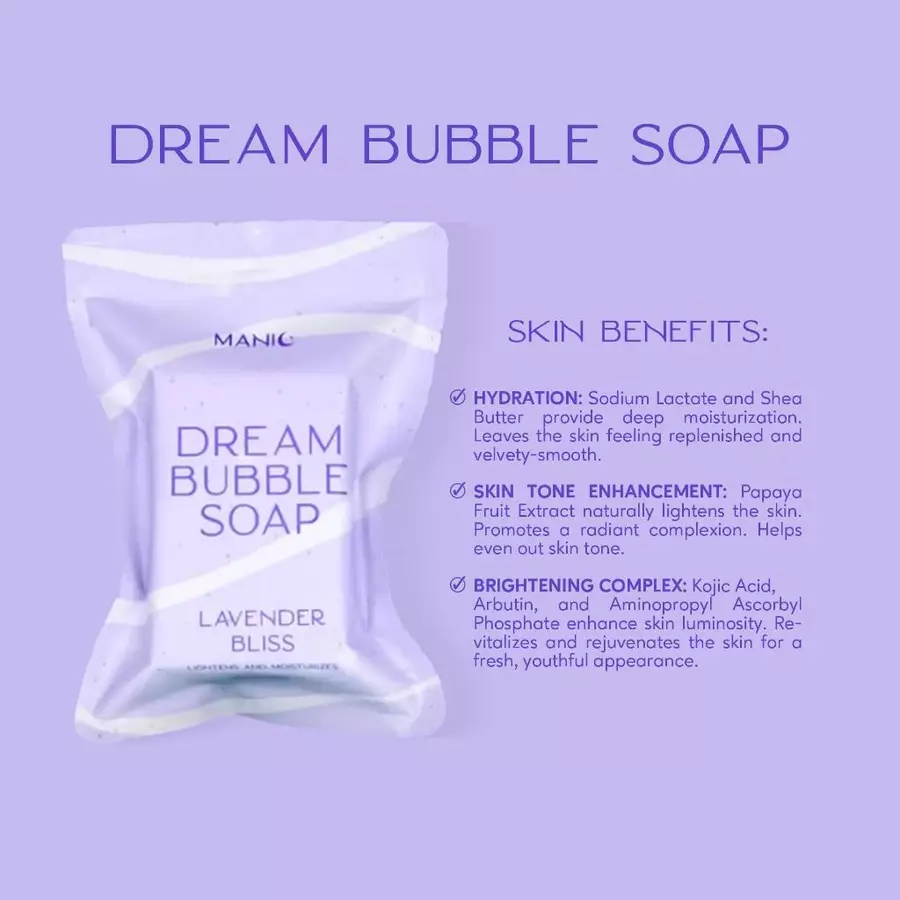 DREAM BUBBLE SOAP
MANIC
DREAM
BUBBLE
SOAP
LAVENDER
BLISS
LIGHTENS AND MOISTURIZES
SKIN BENEFITS:
HYDRATION: Sodium Lactate and Shea
Butter provide deep moisturization.
Leaves the skin feeling replenished and
velvety-smooth.
SKIN TONE ENHANCEMENT: Papaya
Fruit Extract naturally lightens the skin.
Promotes a radiant complexion. Helps
even out skin tone.
BRIGHTENING COMPLEX: Kojic Acid,
Arbutin, and Aminopropyl Ascorbyl
Phosphate enhance skin luminosity. Re-
vitalizes and rejuvenates the skin for a
fresh, youthful appearance.